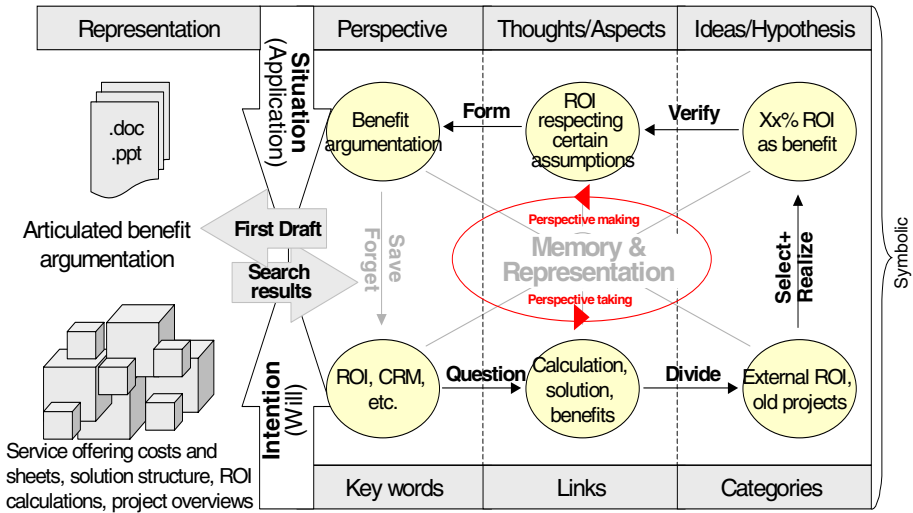 Representation
Perspective
Thoughts/Aspects
Ideas/Hypothesis
Situation
(Application)
.doc
.ppt
Articulated benefit
argumentation
First Draft
Search
results
Benefit
argumentation
Form
ROI
respecting
certain
assumptions
Verify
Xx% ROI
as benefit
Save
Forget
Perspective making
Memory &
Representation
Perspective taking
Select+
Realize
Symbolic
Intention
(Will)
ROI, CRM,
etc.
Question
Calculation,
solution,
benefits
Divide
External ROI,
old projects
Service offering costs and
sheets, solution structure, ROI
calculations, project overviews
Key words
Links
Categories